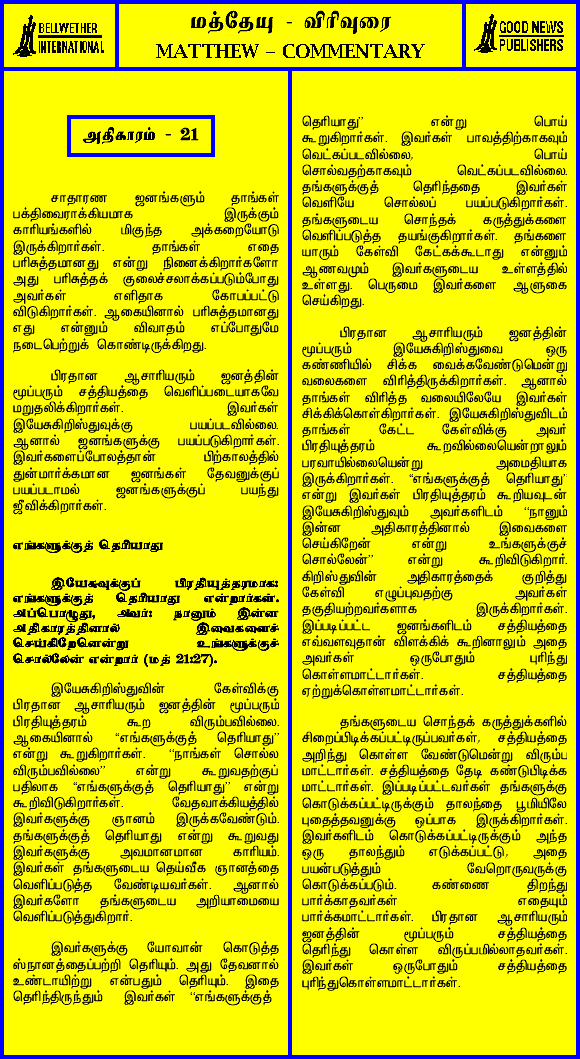 BELLWETHER
INTERNATIONAL
மத்தேயு - விரிவுரை
MATTHEW – COMMENTARY
GOOD NEWS
PUBLISHERS
அதிகாரம் - 21
சாதாரண ஜனங்களும் தாங்கள்
பக்திவைராக்கியமாக இருக்கும்
காரியங்களில் மிகுந்த அக்கறையோடு
இருக்கிறார்கள். தாங்கள் எதை
பரிசுத்தமானது என்று நினைக்கிறார்களோ
அது பரிசுத்தக் குலைச்சலாக்கப்படும்போது
அவர்கள் எளிதாக கோபப்பட்டு
விடுகிறார்கள். ஆகையினால் பரிசுத்தமானது
எது என்னும் விவாதம் எப்போதுமே
நடைபெற்றுக் கொண்டிருக்கிறது.
பிரதான ஆசாரியரும் ஜனத்தின்
மூப்பரும் சத்தியத்தை வெளிப்படையாகவே
மறுதலிக்கிறார்கள். இவர்கள்
இயேசுகிறிஸ்துவுக்கு பயப்படவில்லை.
ஆனால் ஜனங்களுக்கு பயப்படுகிறார்கள்.
இவர்களைப்போலத்தான் பிற்காலத்தில்
துன்மார்க்கமான ஜனங்கள் தேவனுக்குப்
பயப்படாமல் ஜனங்களுக்குப் பயந்து
ஜீவிக்கிறார்கள்.
எங்களுக்குத் தெரியாது
இயேசுவுக்குப் பிரதியுத்தரமாக:
எங்களுக்குத் தெரியாது என்றார்கள்.
அப்பொழுது, அவர்: நானும் இன்ன
அதிகாரத்தினால் இவைகளைச்
செய்கிறேனென்று உங்களுக்குச்
சொல்லேன் என்றார் (மத் 21:27).
இயேசுகிறிஸ்துவின் கேள்விக்கு
பிரதான ஆசாரியரும் ஜனத்தின் மூப்பரும்
பிரதியுத்தரம் கூற விரும்பவில்லை.
ஆகையினால் “எங்களுக்குத் தெரியாது”
என்று கூறுகிறார்கள். “நாங்கள் சொல்ல
விரும்பவில்லை” என்று கூறுவதற்குப்
பதிலாக “எங்களுக்குத் தெரியாது” என்று
கூறிவிடுகிறார்கள். வேதவாக்கியத்தில்
இவர்களுக்கு ஞானம் இருக்கவேண்டும்.
தங்களுக்குத் தெரியாது என்று கூறுவது
இவர்களுக்கு அவமானமான காரியம்.
இவர்கள் தங்களுடைய தெய்வீக ஞானத்தை
வெளிப்படுத்த வேண்டியவர்கள். ஆனால்
இவர்களோ தங்களுடைய அறியாமையை
வெளிப்படுத்துகிறார்.
இவர்களுக்கு யோவான் கொடுத்த
ஸ்நானத்தைப்பற்றி தெரியும். அது தேவனால்
உண்டாயிற்று என்பதும் தெரியும். இதை
தெரிந்திருந்தும் இவர்கள் “எங்களுக்குத்
தெரியாது” என்று பொய்
கூறுகிறார்கள். இவர்கள் பாவத்திற்காகவும்
வெட்கப்படவில்லை, பொய்
சொல்வதற்காகவும் வெட்கப்படவில்லை.
தங்களுக்குத் தெரிந்ததை இவர்கள்
வெளியே சொல்லப் பயப்படுகிறார்கள்.
தங்களுடைய சொந்தக் கருத்துக்களை
வெளிப்படுத்த தயங்குகிறார்கள். தங்களை
யாரும் கேள்வி கேட்கக்கூடாது என்னும்
ஆணவமும் இவர்களுடைய உள்ளத்தில்
உள்ளது. பெருமை இவர்களை ஆளுகை
செய்கிறது.
பிரதான ஆசாரியரும் ஜனத்தின்
மூப்பரும் இயேசுகிறிஸ்துவை ஒரு
கண்ணியில் சிக்க வைக்கவேண்டுமென்று
வலைகளை விரித்திருக்கிறார்கள். ஆனால்
தாங்கள் விரித்த வலையிலேயே இவர்கள்
சிக்கிக்கொள்கிறார்கள். இயேசுகிறிஸ்துவிடம்
தாங்கள் கேட்ட கேள்விக்கு அவர்
பிரதியுத்தரம் கூறவில்லையென்றாலும்
பரவாயில்லையென்று அமைதியாக
இருக்கிறார்கள். “எங்களுக்குத் தெரியாது”
என்று இவர்கள் பிரதியுத்தரம் கூறியவுடன்
இயேசுகிறிஸ்துவும் அவர்களிடம் “நானும்
இன்ன அதிகாரத்தினால் இவைகளை
செய்கிறேன் என்று உங்களுக்குச்
சொல்லேன்” என்று கூறிவிடுகிறார்.
கிறிஸ்துவின் அதிகாரத்தைக் குறித்து
கேள்வி எழுப்புவதற்கு அவர்கள்
தகுதியற்றவர்களாக இருக்கிறார்கள்.
இப்படிப்பட்ட ஜனங்களிடம் சத்தியத்தை
எவ்வளவுதான் விளக்கிக் கூறினாலும் அதை
அவர்கள் ஒருபோதும் புரிந்து
கொள்ளமாட்டார்கள். சத்தியத்தை
ஏற்றுக்கொள்ளமாட்டார்கள்.
தங்களுடைய சொந்தக் கருத்துக்களில்
சிறைப்பிடிக்கப்பட்டிருப்பவர்கள், சத்தியத்தை
அறிந்து கொள்ள வேண்டுமென்று விரும்ப
மாட்டார்கள். சத்தியத்தை தேடி கண்டுபிடிக்க
மாட்டார்கள். இப்படிப்பட்டவர்கள் தங்களுக்கு
கொடுக்கப்பட்டிருக்கும் தாலந்தை பூமியிலே
புதைத்தவனுக்கு ஒப்பாக இருக்கிறார்கள்.
இவர்களிடம் கொடுக்கப்பட்டிருக்கும் அந்த
ஒரு தாலந்தும் எடுக்கப்பட்டு, அதை
பயன்படுத்தும் வேறொருவருக்கு
கொடுக்கப்படும். கண்ணை திறந்து
பார்க்காதவர்கள் எதையும்
பார்க்கமாட்டார்கள். பிரதான ஆசாரியரும்
ஜனத்தின் மூப்பரும் சத்தியத்தை
தெரிந்து கொள்ள விருப்பமில்லாதவர்கள்.
இவர்கள் ஒருபோதும் சத்தியத்தை
புரிந்துகொள்ளமாட்டார்கள்.